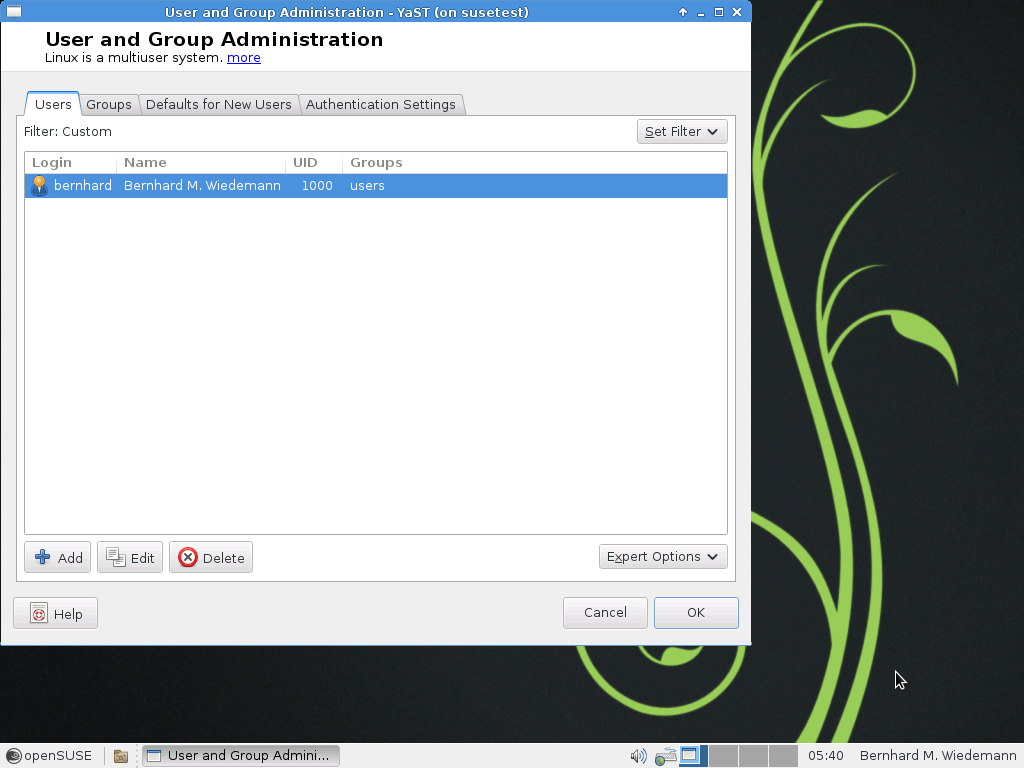 User and Group Administration - YaST (on susetest)
User and Group Administration
Linux is a multiuser system. more
Users Groups Defaults for New Users Authentication Settings
Filter: Custom Set Filter
Login Name UID Groups
bernhard Bernhard M. Wiedemann 1000 users
Add Edit Delete Expert Options
Help Cancel OK
openSUSE User and Group Admini... 05:40 Bernhard M. Wiedemann